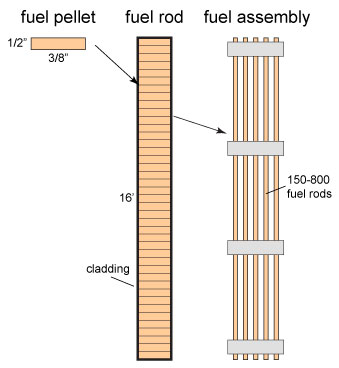 fuel pellet
fuel rod
fuel assembly
1/2"
3/8"
16'
150-800
fuel rods
cladding